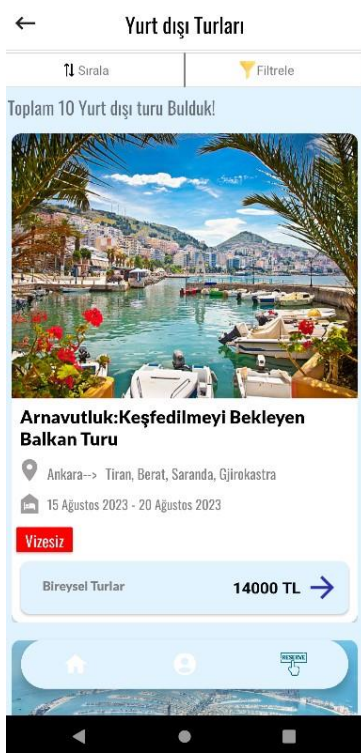 Yurt dışı Turları
Sırala
Filtrele
Toplam 10 Yurt dışı turu Bulduk!
Arnavutluk:Keşfedilmeyi Bekleyen
Balkan Turu
Ankara--> Tiran, Berat, Saranda, Gjirokastra
15 Ağustos 2023 - 20 Ağustos 2023
Vizesiz
Bireysel Turlar
14000 TL
RESERVE